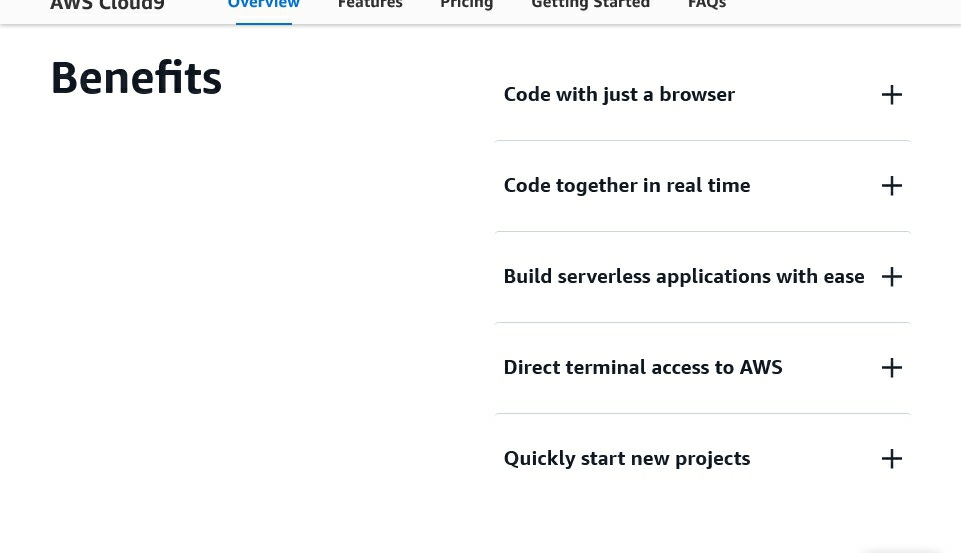 AWS Cloud9 Overview Features Pricing Getting Started FAQs
Benefits
Code with just a browser
Code together in real time
Build serverless applications with ease
Direct terminal access to AWS
Quickly start new projects